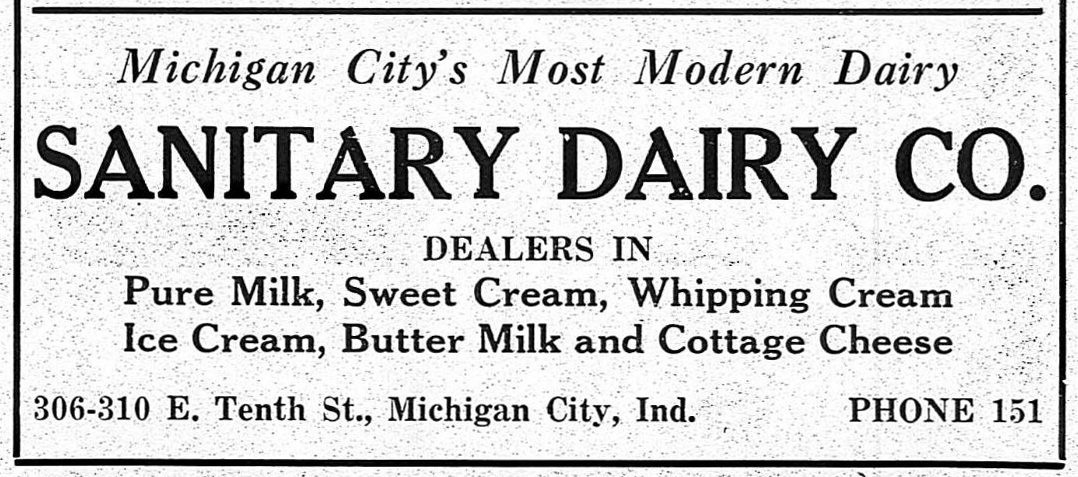 Michigan City's Most Modern Dairy
SANITARY DAIRY CO.
DEALERS IN
Pure Milk, Sweet Cream, Whipping Cream
Ice Cream, Butter Milk and Cottage Cheese
306-310 E. Tenth St., Michigan City, Ind. PHONE 151